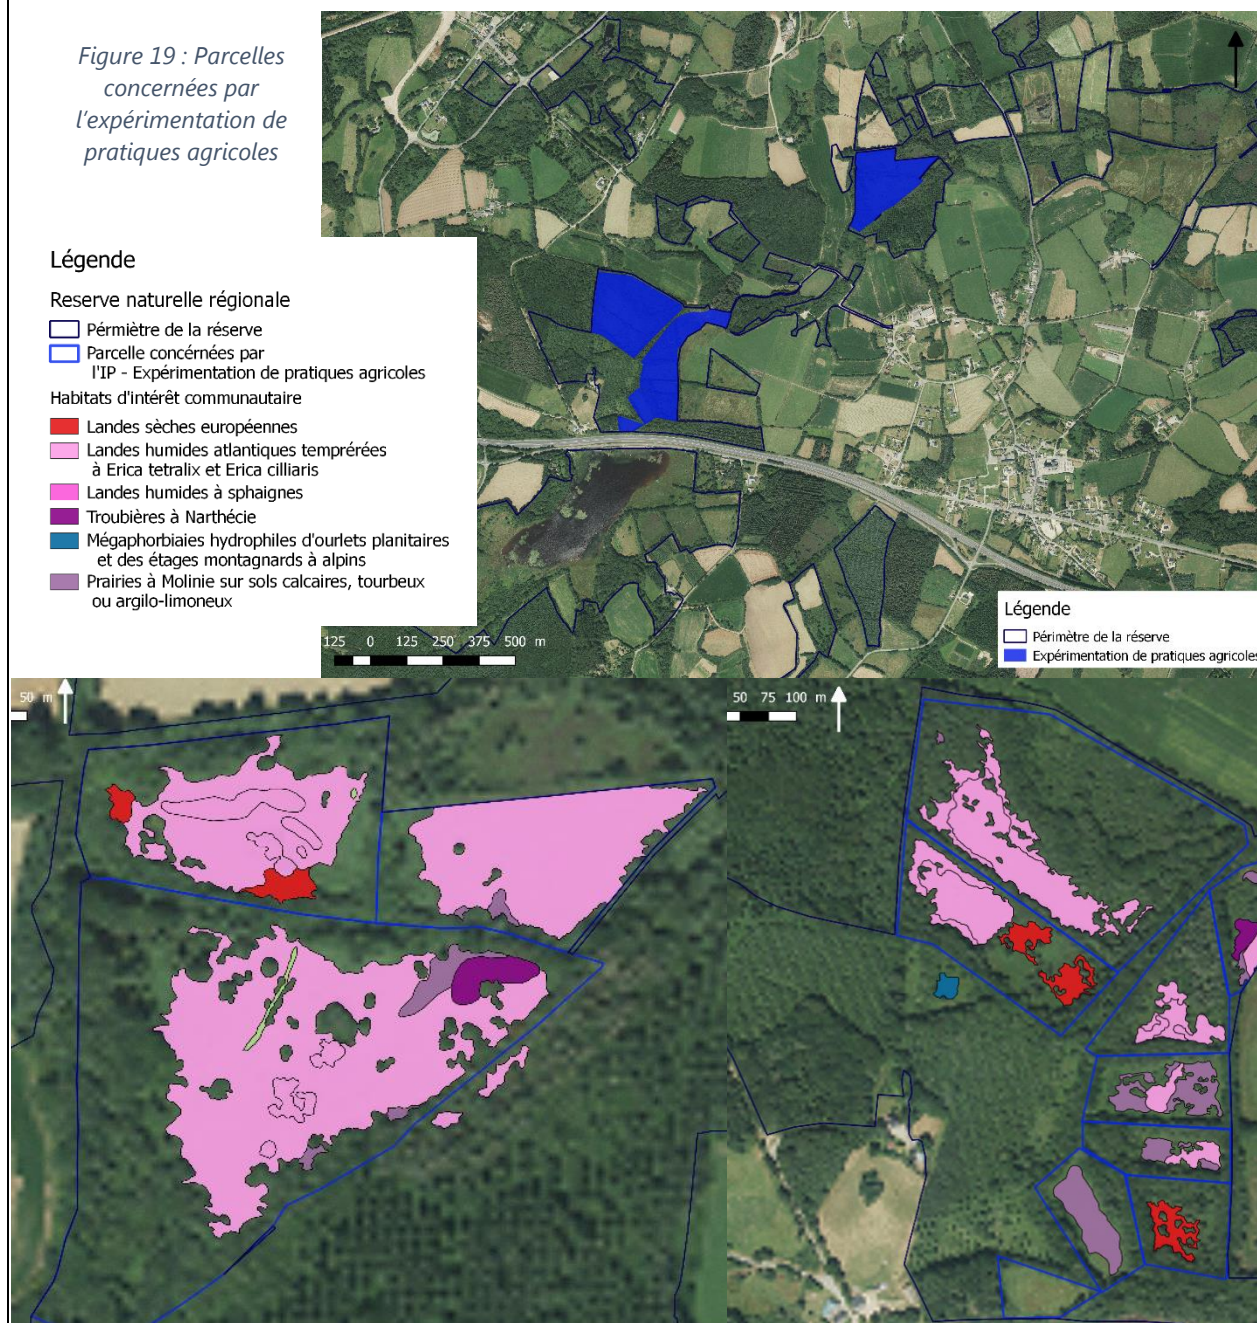 Figure 19 : Parcelles
concernées par
l'expérimentation de
pratiques agricoles
Légende
Reserve naturelle régionale
Pérmiètre de la réserve
Parcelle concérnées par
l'IP - Expérimentation de pratiques agricoles
Habitats d'intérêt communautaire
Landes sèches européennes
Landes humides atlantiques temprérées
à Erica tetralix et Erica cilliaris
Landes humides à sphaignes
Troubières à Narthécie
Mégaphorbiaies hydrophiles d'ourlets planitaires
et des étages montagnards à alpins
Prairies à Molinie sur sols calcaires, tourbeux
ou argilo-limoneux
125 0 125 250 375 500 m
Légende
Périmètre de la réserve
Expérimentation de pratiques agricoles
50 m
50 75 100 m